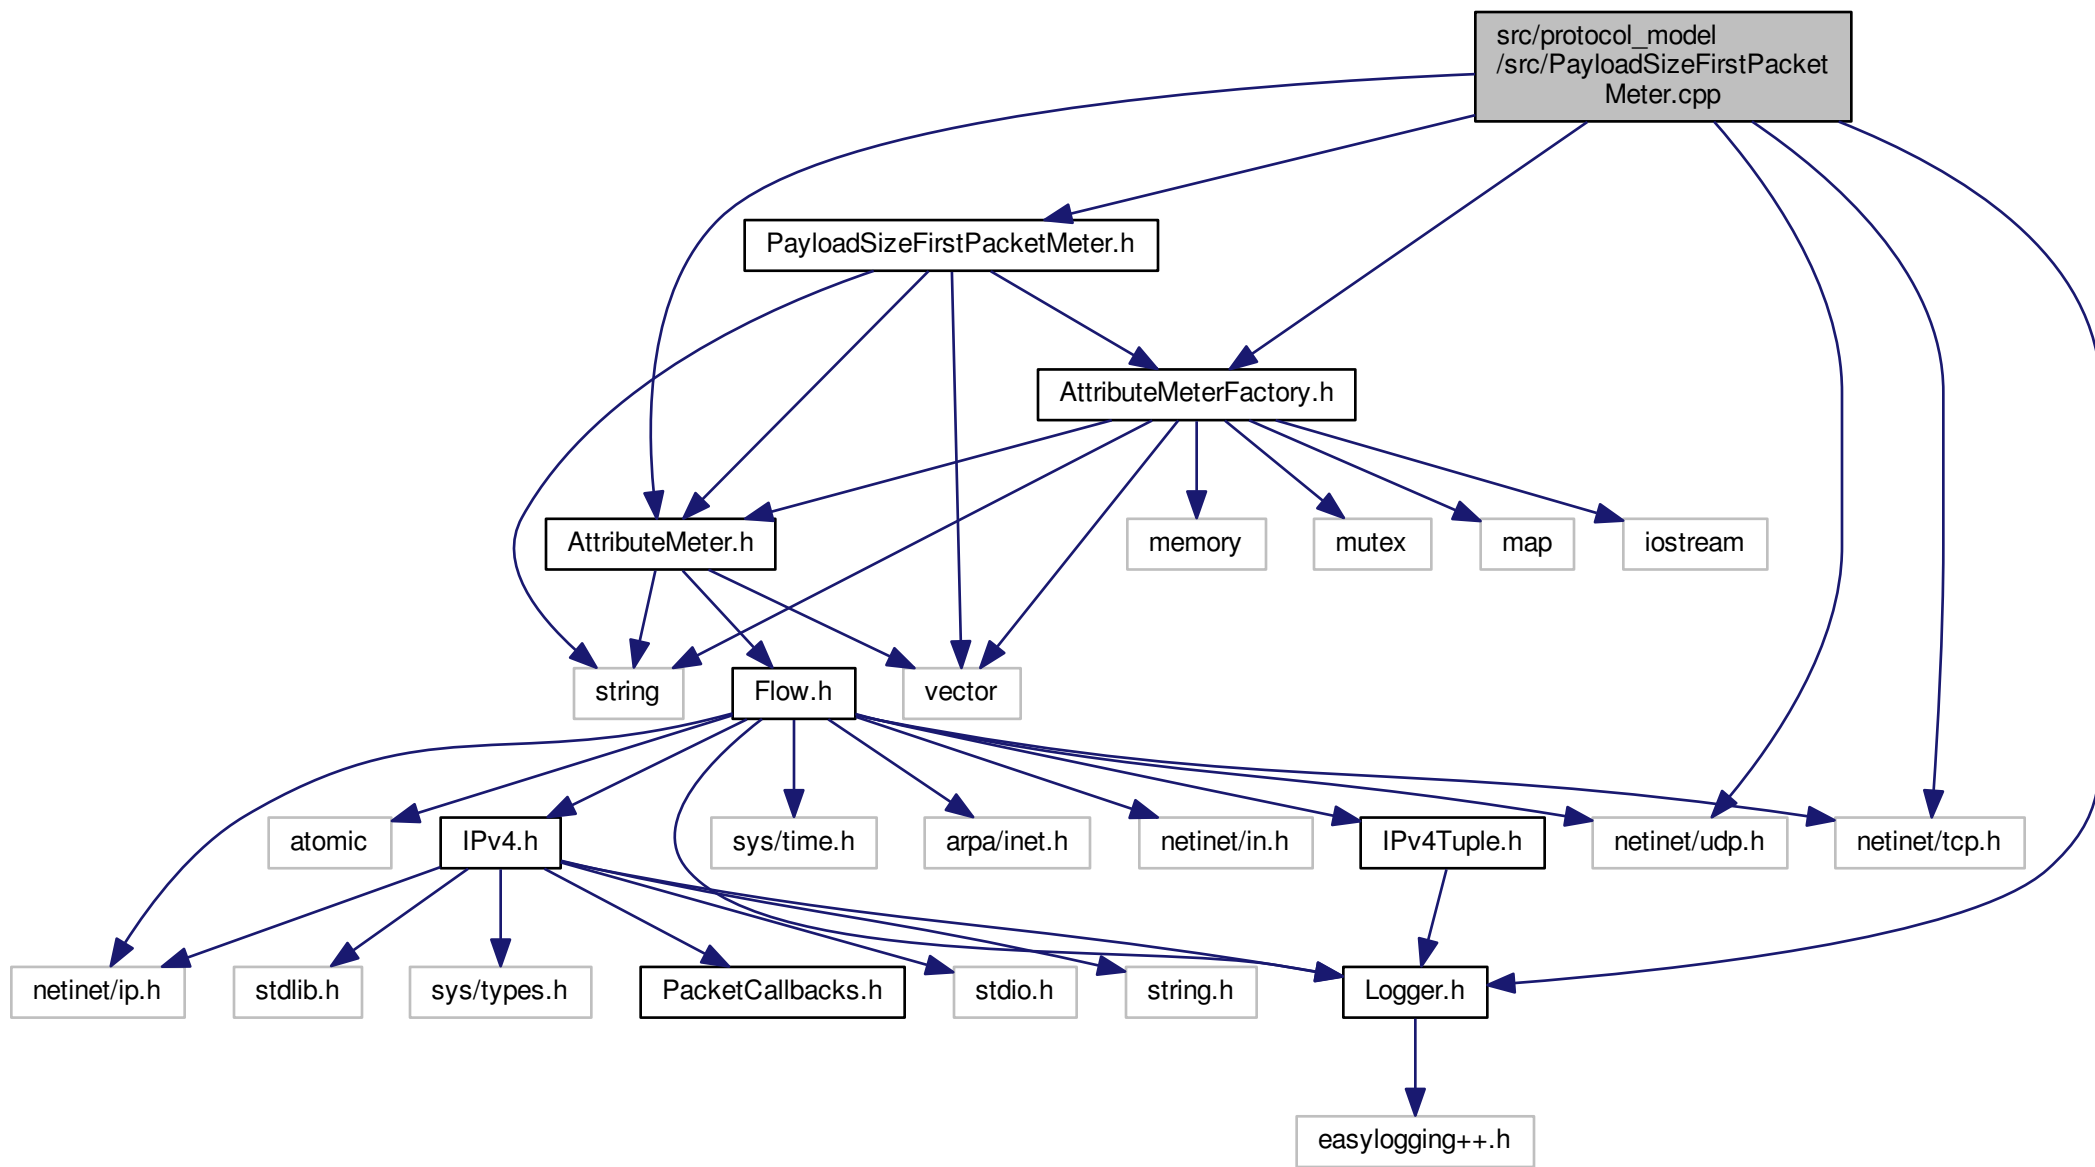 src/protocol_model
/src/PayloadSizeFirstPacket
Meter.cpp
PayloadSizeFirstPacketMeter.h
AttributeMeterFactory.h
AttributeMeter.h
memory
mutex
map
iostream
string
Flow.h
vector
atomic
IPv4.h
sys/time.h
arpa/inet.h
netinet/in.h
IPv4Tuple.h
netinet/udp.h
netinet/tcp.h
netinet/ip.h
stdlib.h
sys/types.h
PacketCallbacks.h
stdio.h
string.h
Logger.h
easylogging++.h